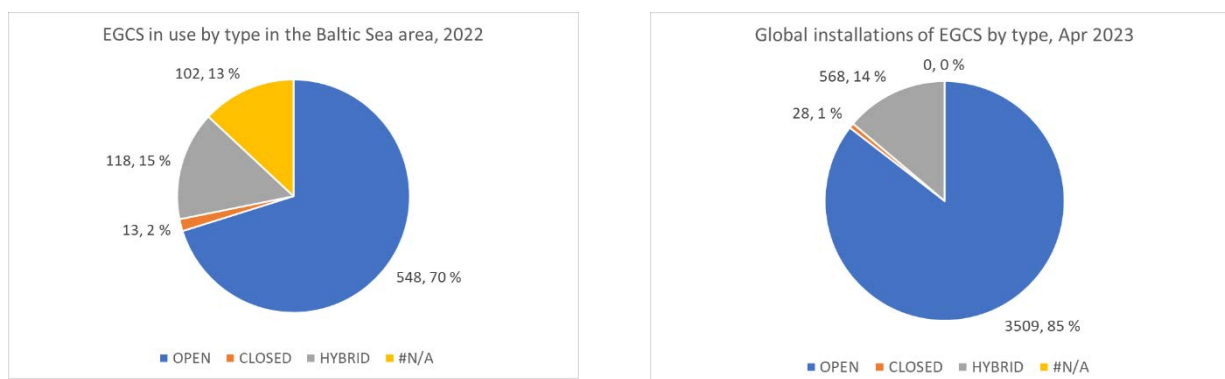 EGCS in use by type in the Baltic Sea area, 2022
102, 13 %
118, 15 %
13, 2 %
548, 70 %
OPEN CLOSED HYBRID #N/A
Global installations of EGCS by type, Apr 2023
0, 0 %
568, 14 %
28, 1 %
3509, 85 %
OPEN CLOSED HYBRID #N/A